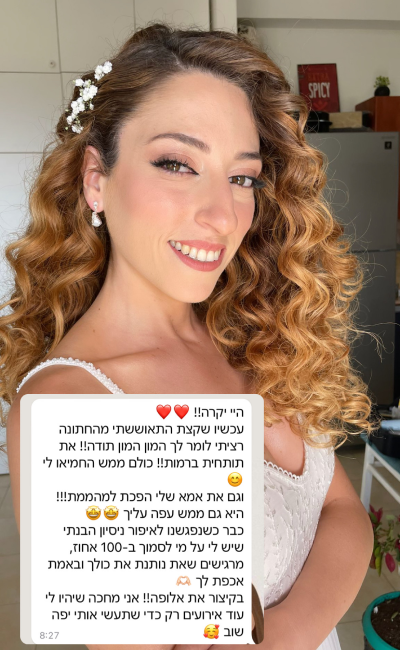 SPICY
היי יקרה!! ❤️ ❤️
עכשיו שקצת התאוששתי מהחתונה
רציתי לומר לך המון המון תודה!! את
תותחית ברמות!! כולם ממש החמיאו לי
😊
וגם את אמא שלי הפכת למהממת!!!
היא גם ממש עפה עליך 🤩🤩
כבר כשנפגשנו לאיפור ניסיון הבנתי
שיש לי על מי לסמוך ב-100 אחוז,
מרגישים שאת נותנת את כולך ובאמת
אכפת לך 🫶🏻
בקיצור את אלופה!! אני מחכה שיהיו לי
עוד אירועים רק כדי שתעשי אותי יפה
שוב 🥰
8:27